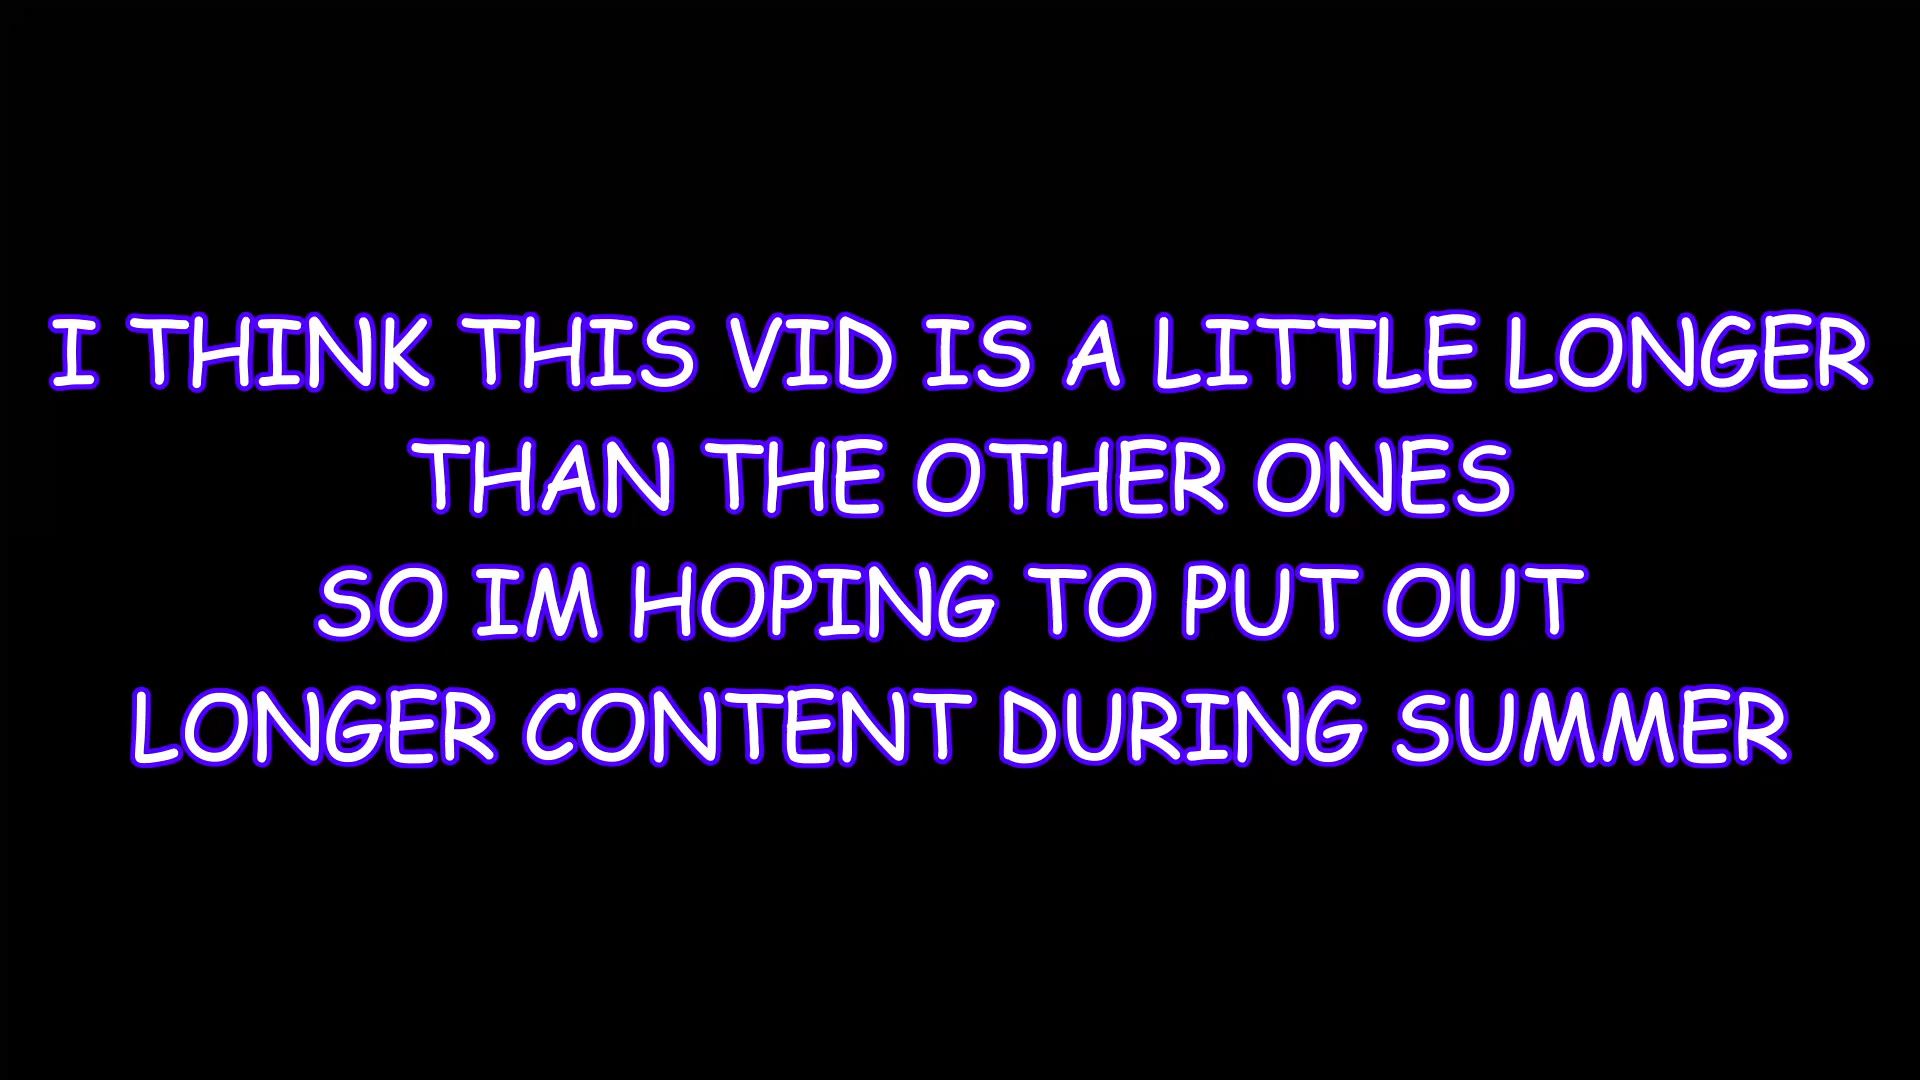 I THINK THIS VID IS A LITTLE LONGER
THAN THE OTHER ONES
SO IM HOPING TO PUT OUT
LONGER CONTENT DURING SUMMER